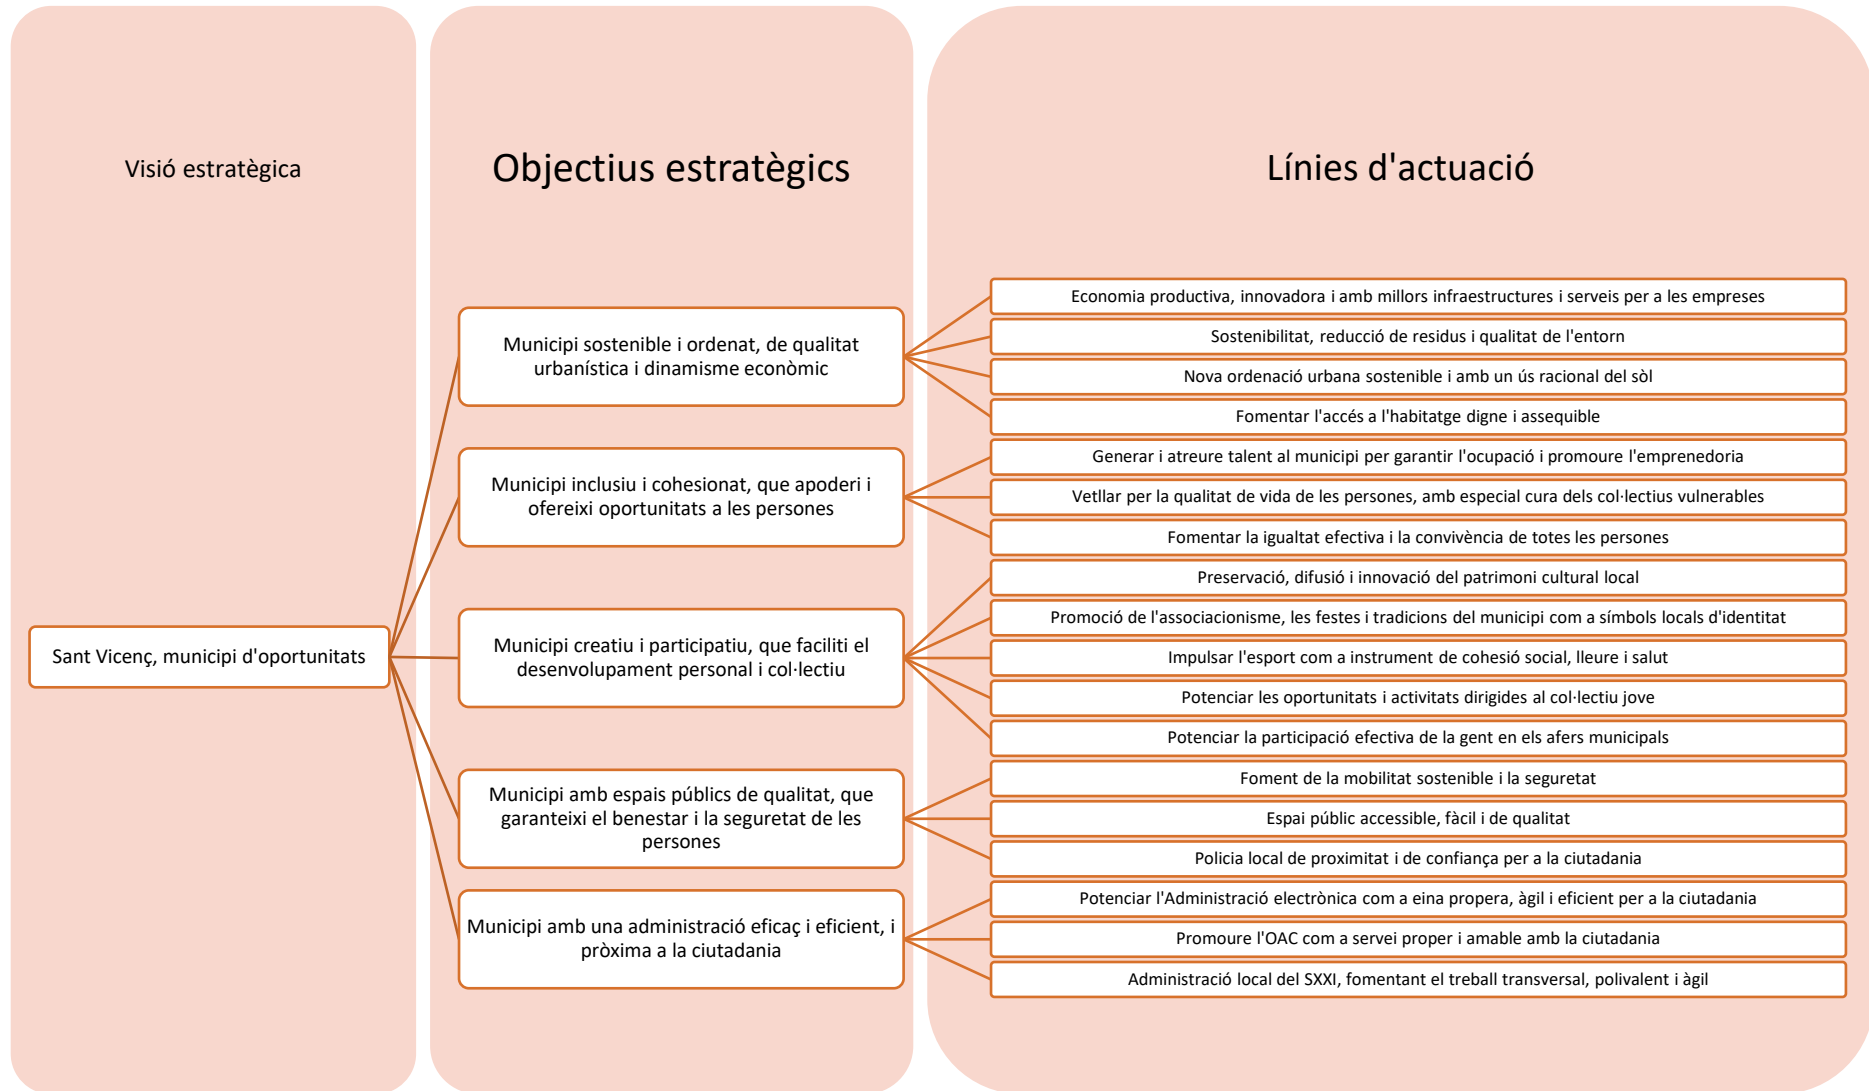 Visió estratègica
Objectius estratègics
Línies d'actuació
Sant Vicenç, municipi d'oportunitats
Municipi sostenible i ordenat, de qualitat
urbanística i dinamisme econòmic
Economia productiva, innovadora i amb millors infraestructures i serveis per a les empreses
Sostenibilitat, reducció de residus i qualitat de l'entorn
Nova ordenació urbana sostenible i amb un ús racional del sòl
Fomentar l'accés a l'habitatge digne i assequible
Municipi inclusiu i cohesionat, que apoderi i
ofereixi oportunitats a les persones
Generar i atreure talent al municipi per garantir l'ocupació i promoure l'emprenedoria
Vetllar per la qualitat de vida de les persones, amb especial cura dels col·lectius vulnerables
Fomentar la igualtat efectiva i la convivència de totes les persones
Municipi creatiu i participatiu, que faciliti el
desenvolupament personal i col·lectiu
Preservació, difusió i innovació del patrimoni cultural local
Promoció de l'associacionisme, les festes i tradicions del municipi com a símbols locals d'identitat
Impulsar l'esport com a instrument de cohesió social, lleure i salut
Potenciar les oportunitats i activitats dirigides al col·lectiu jove
Potenciar la participació efectiva de la gent en els afers municipals
Municipi amb espais públics de qualitat, que
garanteixi el benestar i la seguretat de les
persones
Foment de la mobilitat sostenible i la seguretat
Espai públic accessible, fàcil i de qualitat
Policia local de proximitat i de confiança per a la ciutadania
Municipi amb una administració eficaç i eficient, i
pròxima a la ciutadania
Potenciar l'Administració electrònica com a eina propera, àgil i eficient per a la ciutadania
Promoure l'OAC com a servei proper i amable amb la ciutadania
Administració local del SXXI, fomentant el treball transversal, polivalent i àgil